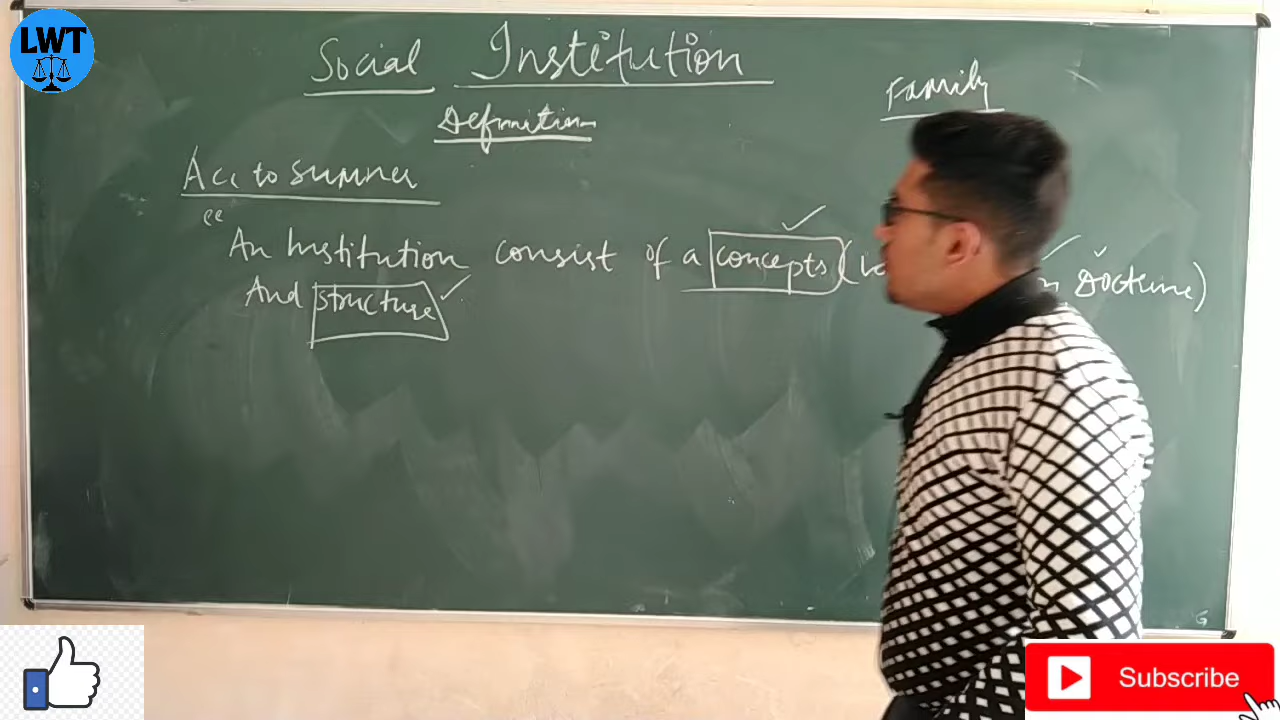 LWT
Social Institution
Family
Definition
Acc to Sumner
“ An Institution consist of a concepts ( Doctrine)
And structure
Subscribe